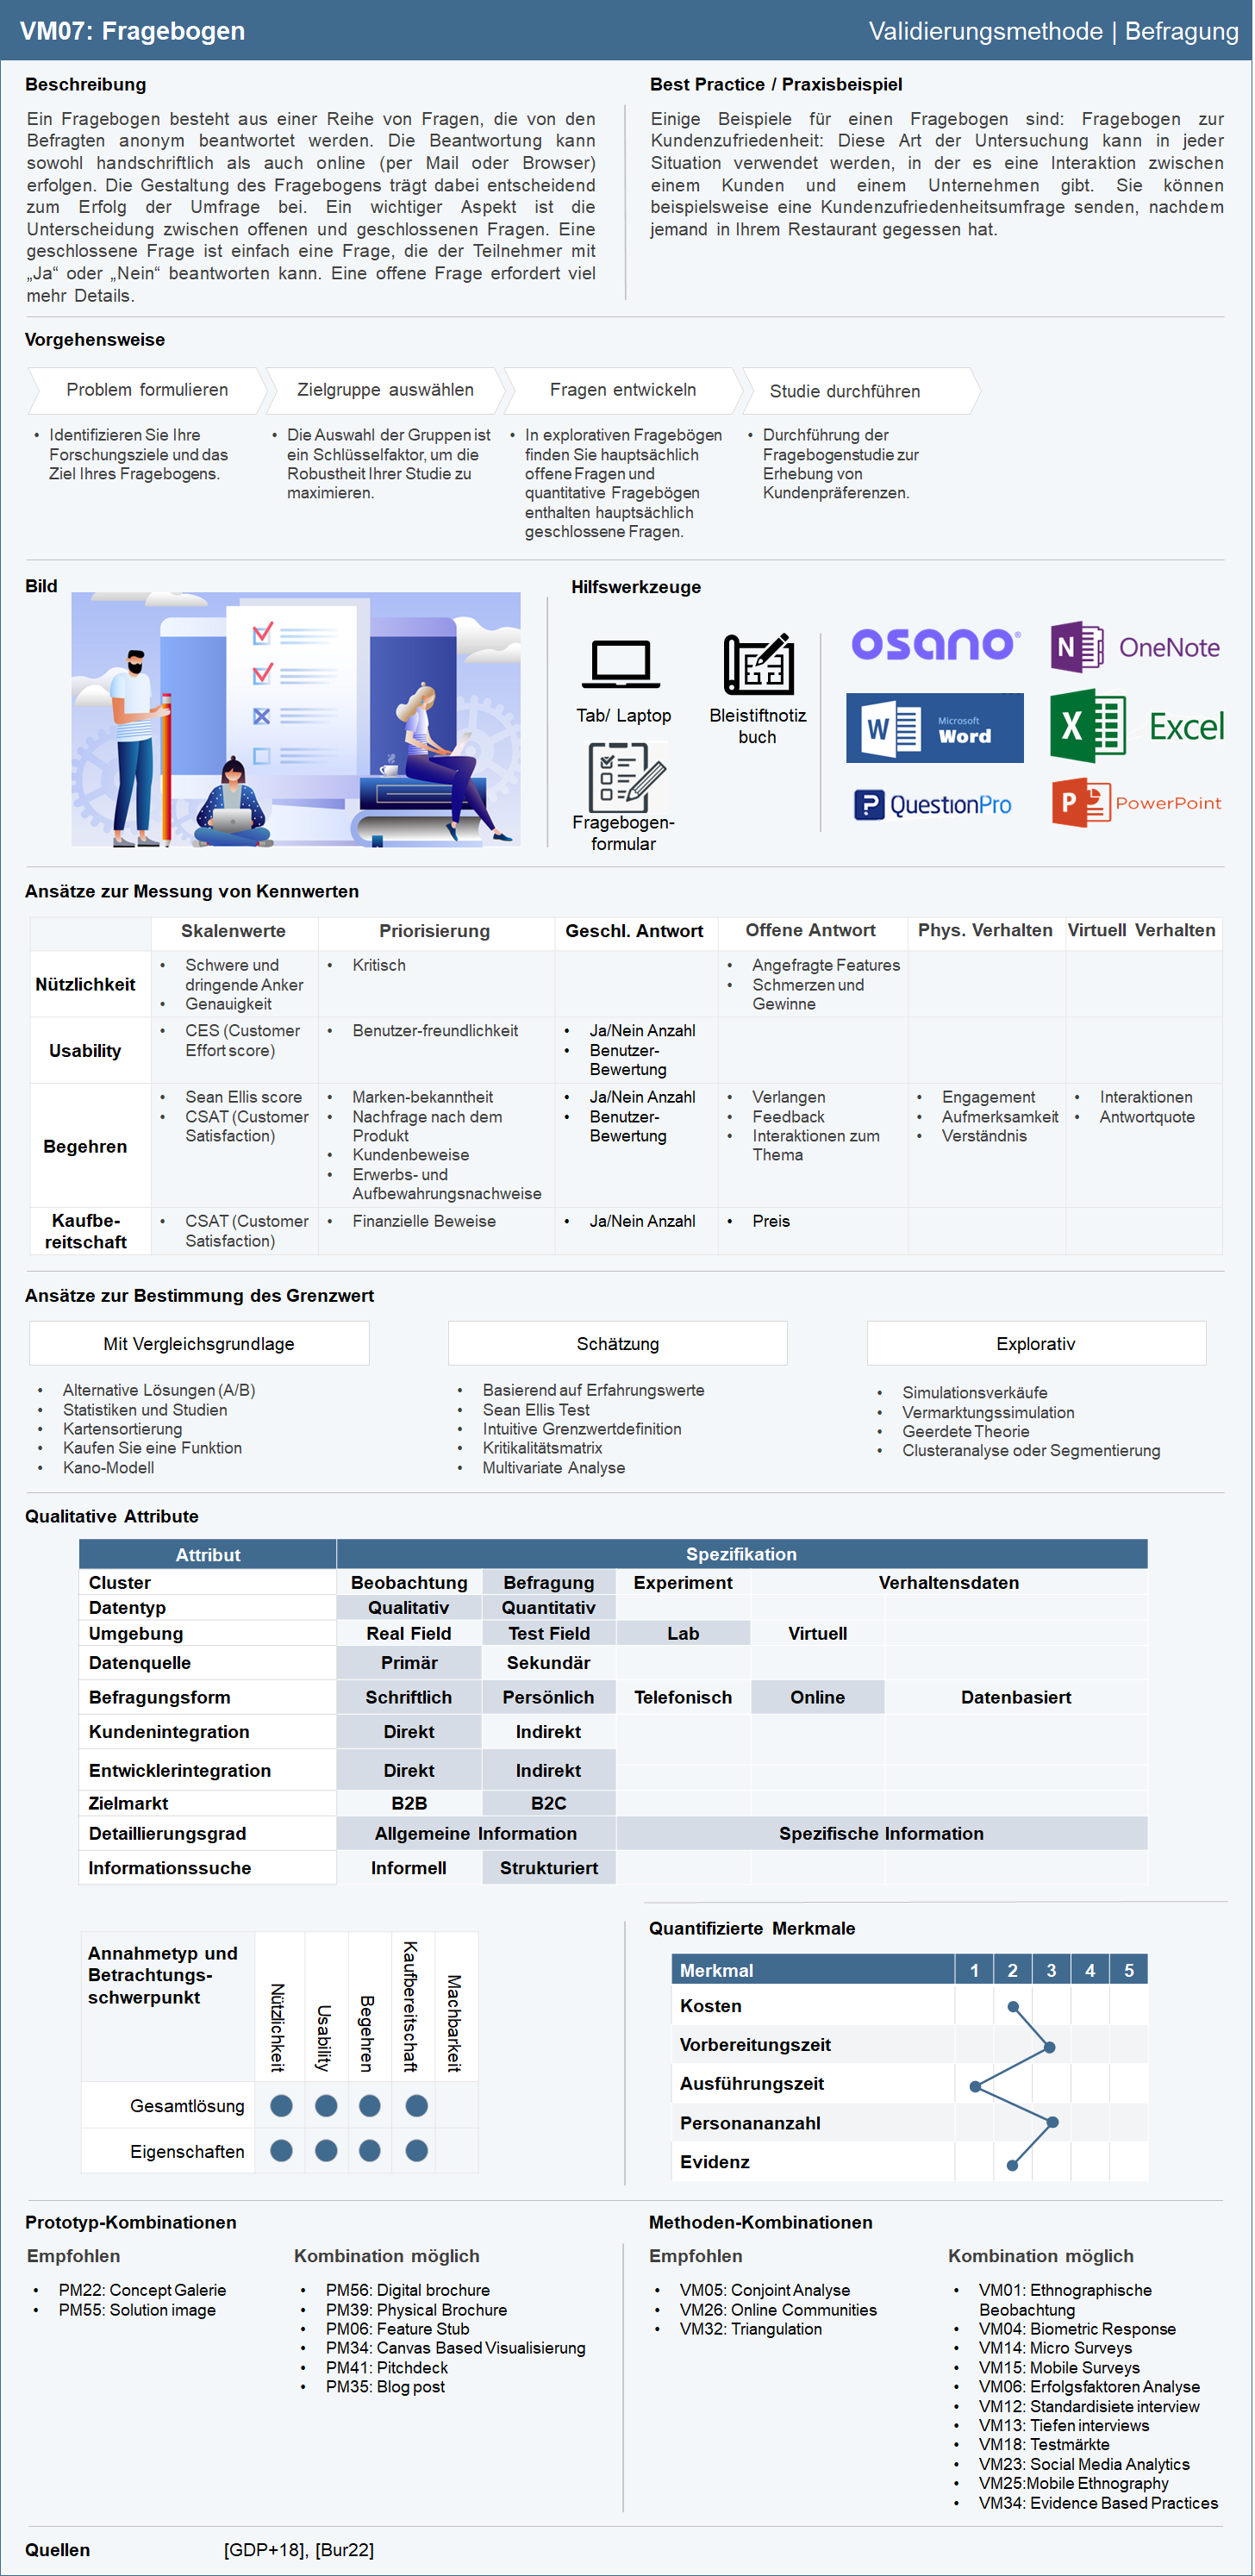 VM07: Fragebogen
Validierungsmethode | Befragung
Beschreibung
Ein Fragebogen besteht aus einer Reihe von Fragen, die von den
Befragten anonym beantwortet werden. Die Beantwortung kann
sowohl handschriftlich als auch online (per Mail oder Browser)
erfolgen. Die Gestaltung des Fragebogens trägt dabei entscheidend
zum Erfolg der Umfrage bei. Ein wichtiger Aspekt ist die
Unterscheidung zwischen offenen und geschlossenen Fragen. Eine
geschlossene Frage ist einfach eine Frage, die der Teilnehmer mit
„Ja“ oder „Nein“ beantworten kann. Eine offene Frage erfordert viel
mehr Details.
Best Practice / Praxisbeispiel
Einige Beispiele für einen Fragebogen sind: Fragebogen zur
Kundenzufriedenheit: Diese Art der Untersuchung kann in jeder
Situation verwendet werden, in der es eine Interaktion zwischen
einem Kunden und einem Unternehmen gibt. Sie können
beispielsweise eine Kundenzufriedenheitsumfrage senden, nachdem
jemand in Ihrem Restaurant gegessen hat.
Vorgehensweise
Problem formulieren
• Identifizieren Sie Ihre
Forschungsziele und das
Ziel Ihres Fragebogens.
Zielgruppe auswählen
• Die Auswahl der Gruppen ist
ein Schlüsselfaktor, um die
Robustheit Ihrer Studie zu
maximieren.
Fragen entwickeln
• In explorativen Fragebögen
finden Sie hauptsächlich
offene Fragen und
quantitative Fragebögen
enthalten hauptsächlich
geschlossene Fragen.
Studie durchführen
• Durchführung der
Fragebogenstudie zur
Erhebung von
Kundenpräferenzen.
Bild
Hilfswerkzeuge
Tab/ Laptop
Bleistiftnotiz
buch
Fragebogen-
formular
osano®
N OneNote
W Microsoft
Word
X Excel
QuestionPro
P PowerPoint
Ansätze zur Messung von Kennwerten
Skalenwerte Priorisierung Geschl. Antwort Offene Antwort Phys. Verhalten Virtuell Verhalten
Nützlichkeit
• Schwere und
dringende Anker
• Genauigkeit
• Kritisch
• Angefragte Features
• Schmerzen und
Gewinne
Usability
• CES (Customer
Effort score)
• Benutzer-freundlichkeit
• Ja/Nein Anzahl
• Benutzer-
Bewertung
Begehren
• Sean Ellis score
• CSAT (Customer
Satisfaction)
• Marken-bekanntheit
• Nachfrage nach dem
Produkt
• Kundenbeweise
• Erwerbs- und
Aufbewahrungsnachweise
• Ja/Nein Anzahl
• Benutzer-
Bewertung
• Verlangen
• Feedback
• Interaktionen zum
Thema
• Engagement
• Aufmerksamkeit
• Verständnis
• Interaktionen
• Antwortquote
Kaufbe-
reitschaft
• CSAT (Customer
Satisfaction)
• Finanzielle Beweise
• Ja/Nein Anzahl
• Preis
Ansätze zur Bestimmung des Grenzwert
Mit Vergleichsgrundlage
• Alternative Lösungen (A/B)
• Statistiken und Studien
• Kartensortierung
• Kaufen Sie eine Funktion
• Kano-Modell
Schätzung
• Basierend auf Erfahrungswerte
• Sean Ellis Test
• Intuitive Grenzwertdefinition
• Kritikalitätsmatrix
• Multivariate Analyse
Explorativ
• Simulationsverkäufe
• Vermarktungssimulation
• Geerdete Theorie
• Clusteranalyse oder Segmentierung
Qualitative Attribute
Attribut Spezifikation
Cluster Beobachtung Befragung Experiment Verhaltensdaten
Datentyp Qualitativ Quantitativ
Umgebung Real Field Test Field Lab Virtuell
Datenquelle Primär Sekundär
Befragungsform Schriftlich Persönlich Telefonisch Online Datenbasiert
Kundenintegration Direkt Indirekt
Entwicklerintegration Direkt Indirekt
Zielmarkt B2B B2C
Detaillierungsgrad Allgemeine Information Spezifische Information
Informationssuche Informell Strukturiert
Annahmetyp und
Betrachtungs-
schwerpunkt
Nützlichkeit
Usability
Begehren
Kaufbereitschaft
Machbarkeit
Gesamtlösung
Eigenschaften
Quantifizierte Merkmale
Merkmal 1 2 3 4 5
Kosten
Vorbereitungszeit
Ausführungszeit
Personananzahl
Evidenz
Prototyp-Kombinationen
Empfohlen
• PM22: Concept Galerie
• PM55: Solution image
Kombination möglich
• PM56: Digital brochure
• PM39: Physical Brochure
• PM06: Feature Stub
• PM34: Canvas Based Visualisierung
• PM41: Pitchdeck
• PM35: Blog post
Methoden-Kombinationen
Empfohlen
• VM05: Conjoint Analyse
• VM26: Online Communities
• VM32: Triangulation
Kombination möglich
• VM01: Ethnographische
Beobachtung
• VM04: Biometric Response
• VM14: Micro Surveys
• VM15: Mobile Surveys
• VM06: Erfolgsfaktoren Analyse
• VM12: Standardisiete interview
• VM13: Tiefen interviews
• VM18: Testmärkte
• VM23: Social Media Analytics
• VM25:Mobile Ethnography
• VM34: Evidence Based Practices
Quellen [GDP+18], [Bur22]